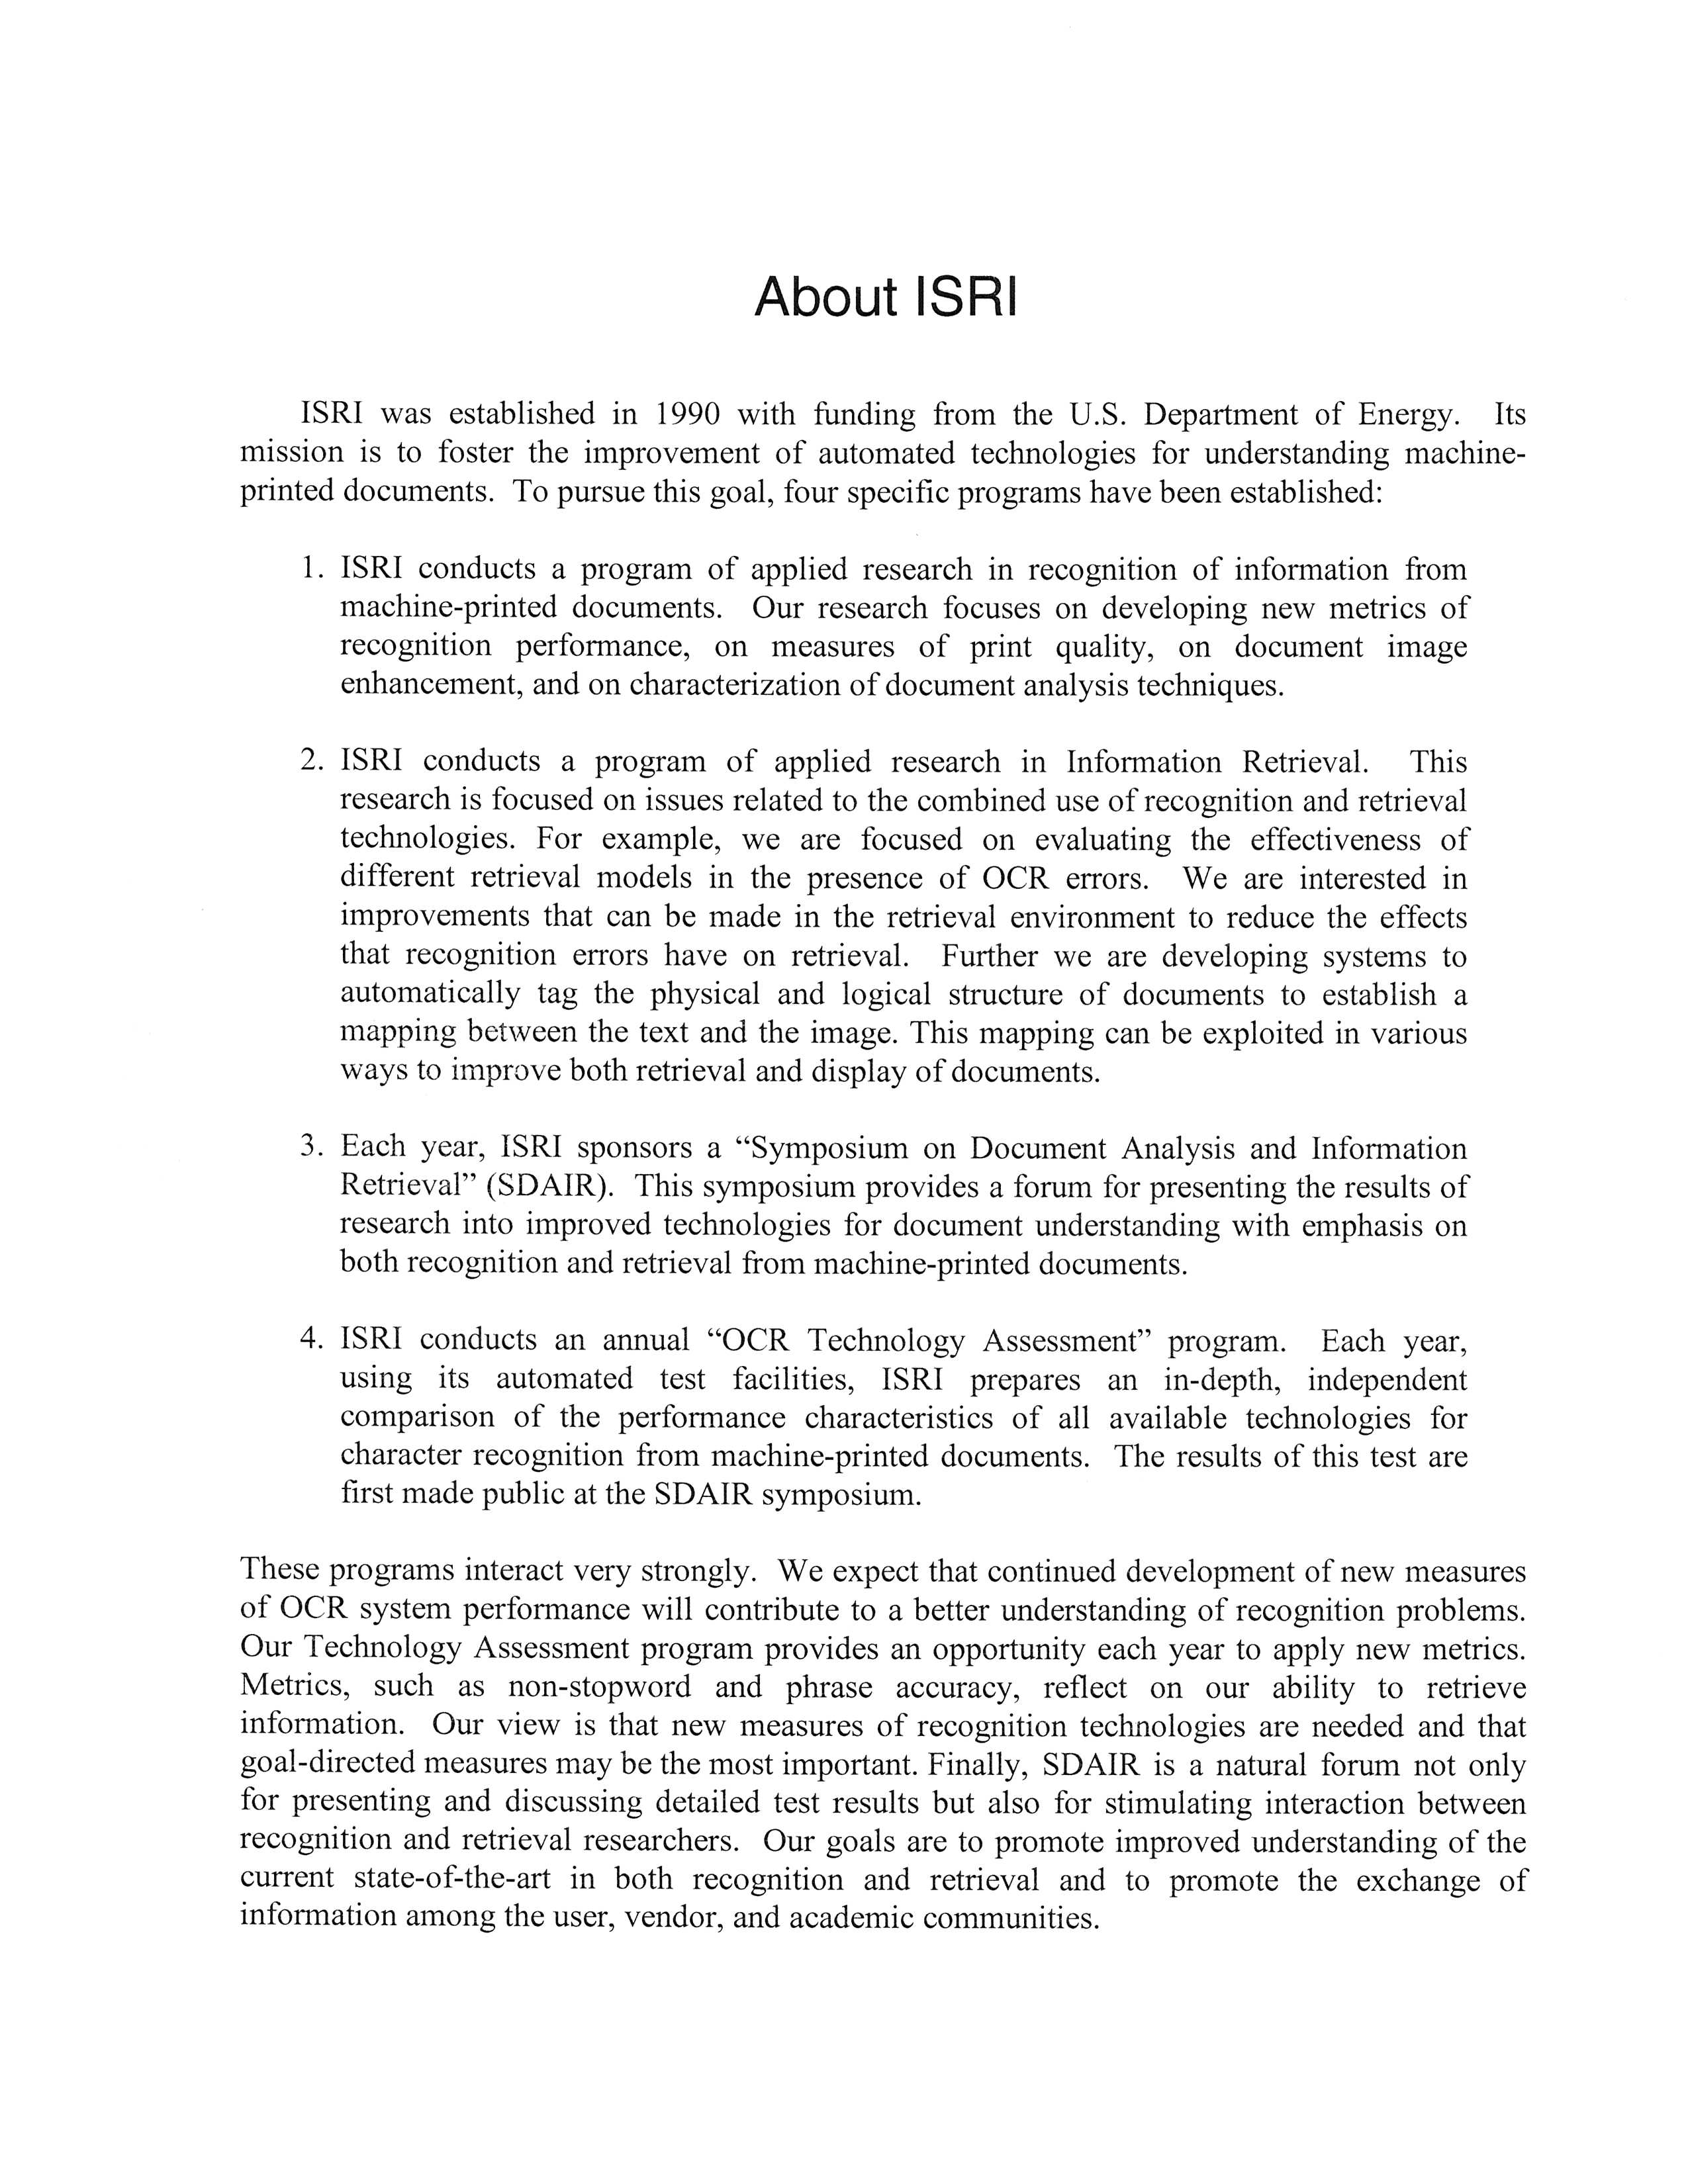 About ISRI
ISRI was established in 1990 with funding from the U.S. Department of Energy. Its
mission is to foster the improvement of automated technologies for understanding machine-
printed documents. To pursue this goal, four specific programs have been established:
1. ISRI conducts a program of applied research in recognition of information from
machine-printed documents. Our research focuses on developing new metrics of
recognition performance, on measures of print quality, on document image
enhancement, and on characterization of document analysis techniques.
2. ISRI conducts a program of applied research in Information Retrieval. This
research is focused on issues related to the combined use of recognition and retrieval
technologies. For example, we are focused on evaluating the effectiveness of
different retrieval models in the presence of OCR errors. We are interested in
improvements that can be made in the retrieval environment to reduce the effects
that recognition errors have on retrieval. Further we are developing systems to
automatically tag the physical and logical structure of documents to establish a
mapping between the text and the image. This mapping can be exploited in various
ways to improve both retrieval and display of documents.
3. Each year, ISRI sponsors a “Symposium on Document Analysis and Information
Retrieval” (SDAIR). This symposium provides a forum for presenting the results of
research into improved technologies for document understanding with emphasis on
both recognition and retrieval from machine-printed documents.
4. ISRI conducts an annual “OCR Technology Assessment” program. Each year,
using its automated test facilities, ISRI prepares an in-depth, independent
comparison of the performance characteristics of all available technologies for
character recognition from machine-printed documents. The results of this test are
first made public at the SDAIR symposium.
These programs interact very strongly. We expect that continued development of new measures
of OCR system performance will contribute to a better understanding of recognition problems.
Our Technology Assessment program provides an opportunity each year to apply new metrics.
Metrics, such as non-stopword and phrase accuracy, reflect on our ability to retrieve
information. Our view is that new measures of recognition technologies are needed and that
goal-directed measures may be the most important. Finally, SDAIR is a natural forum not only
for presenting and discussing detailed test results but also for stimulating interaction between
recognition and retrieval researchers. Our goals are to promote improved understanding of the
current state-of-the-art in both recognition and retrieval and to promote the exchange of
information among the user, vendor, and academic communities.